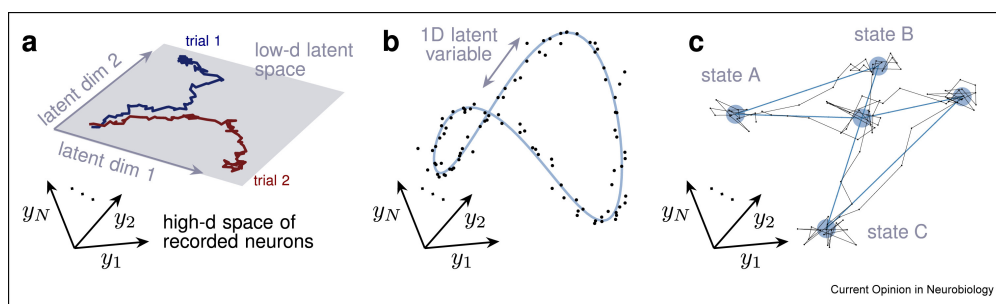 a
trial 1
low-d latent
space
latent dim 2
latent dim 1
trial 2
y_N
y_2
y_1
high-d space of
recorded neurons
b
1D latent
variable
y_N
y_2
y_1
c
state B
state A
state C
y_N
y_2
y_1
Current Opinion in Neurobiology